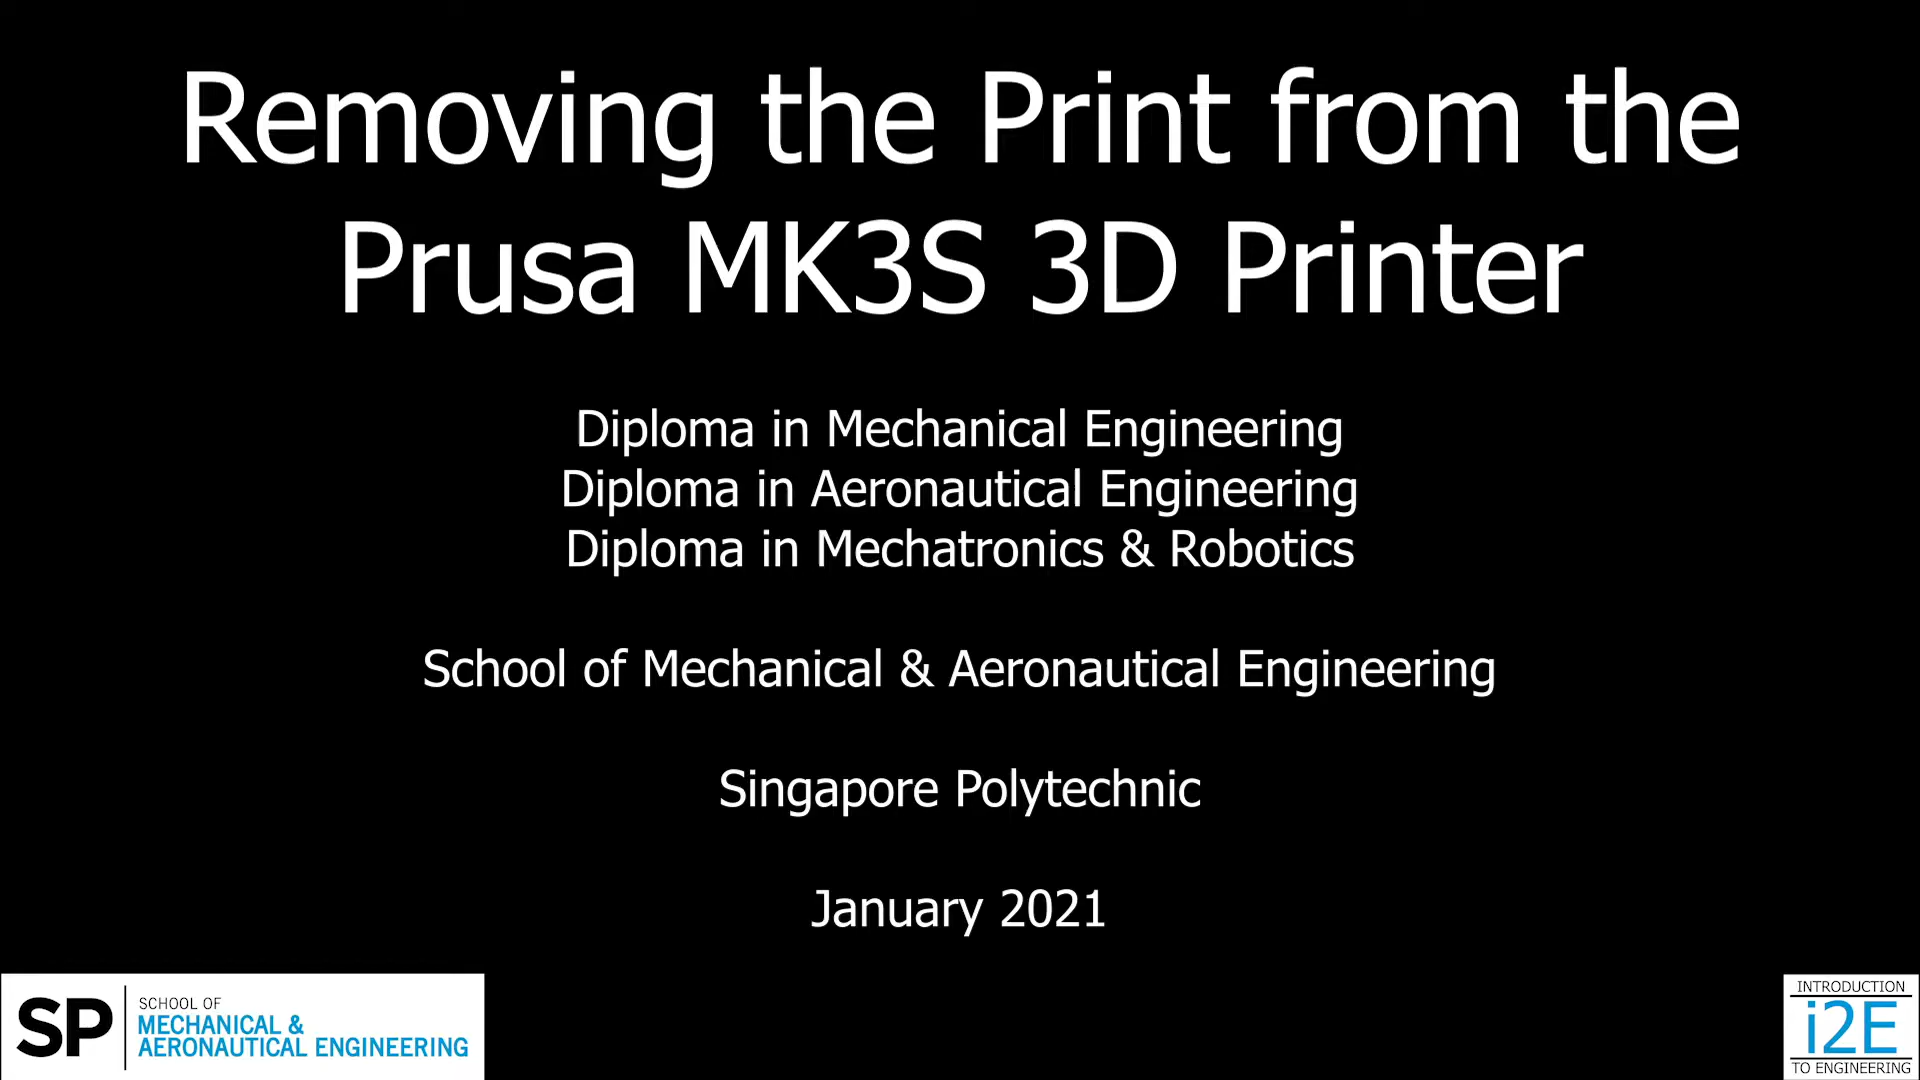 Removing the Print from the
Prusa MK3S 3D Printer
Diploma in Mechanical Engineering
Diploma in Aeronautical Engineering
Diploma in Mechatronics & Robotics
School of Mechanical & Aeronautical Engineering
Singapore Polytechnic
January 2021
SP
SCHOOL OF
MECHANICAL &
AERONAUTICAL ENGINEERING
INTRODUCTION
i2E
TO ENGINEERING